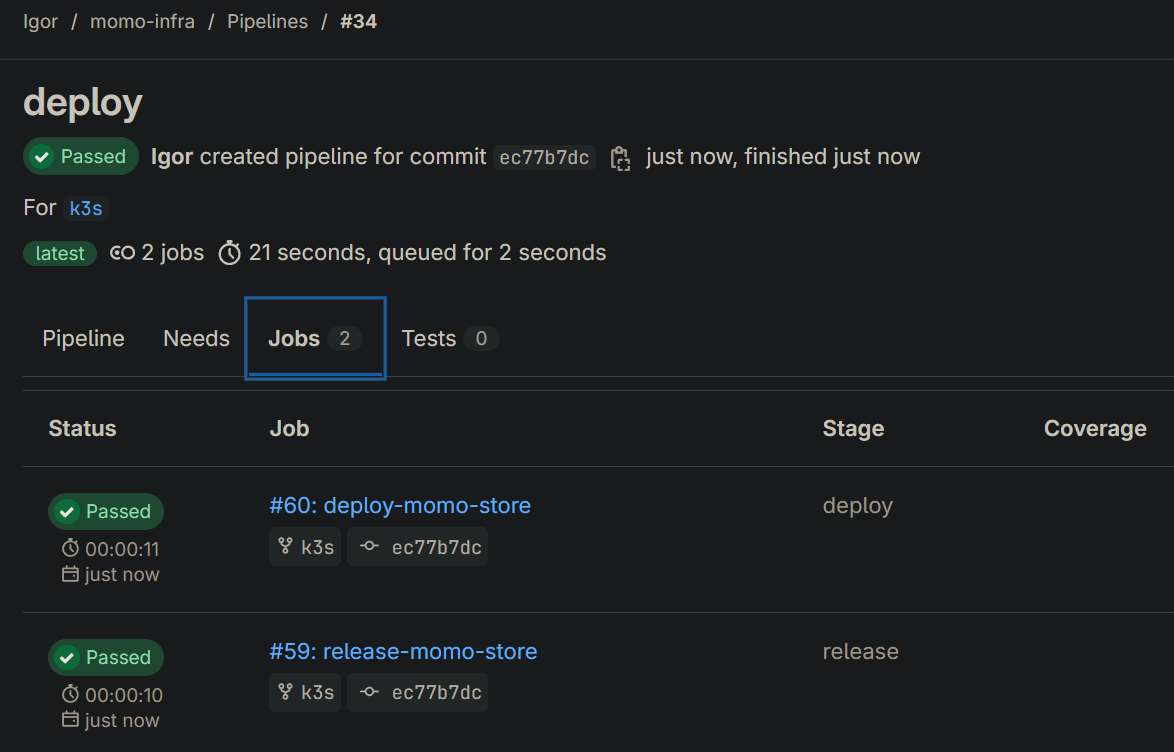 Igor / momo-infra / Pipelines / #34
deploy
Passed Igor created pipeline for commit ec77b7dc just now, finished just now
For k3s
latest 2 jobs 21 seconds, queued for 2 seconds
Pipeline Needs Jobs 2 Tests 0
Status Job Stage Coverage
Passed #60: deploy-momo-store deploy
00:00:11 k3s ec77b7dc
just now
Passed #59: release-momo-store release
00:00:10 k3s ec77b7dc
just now